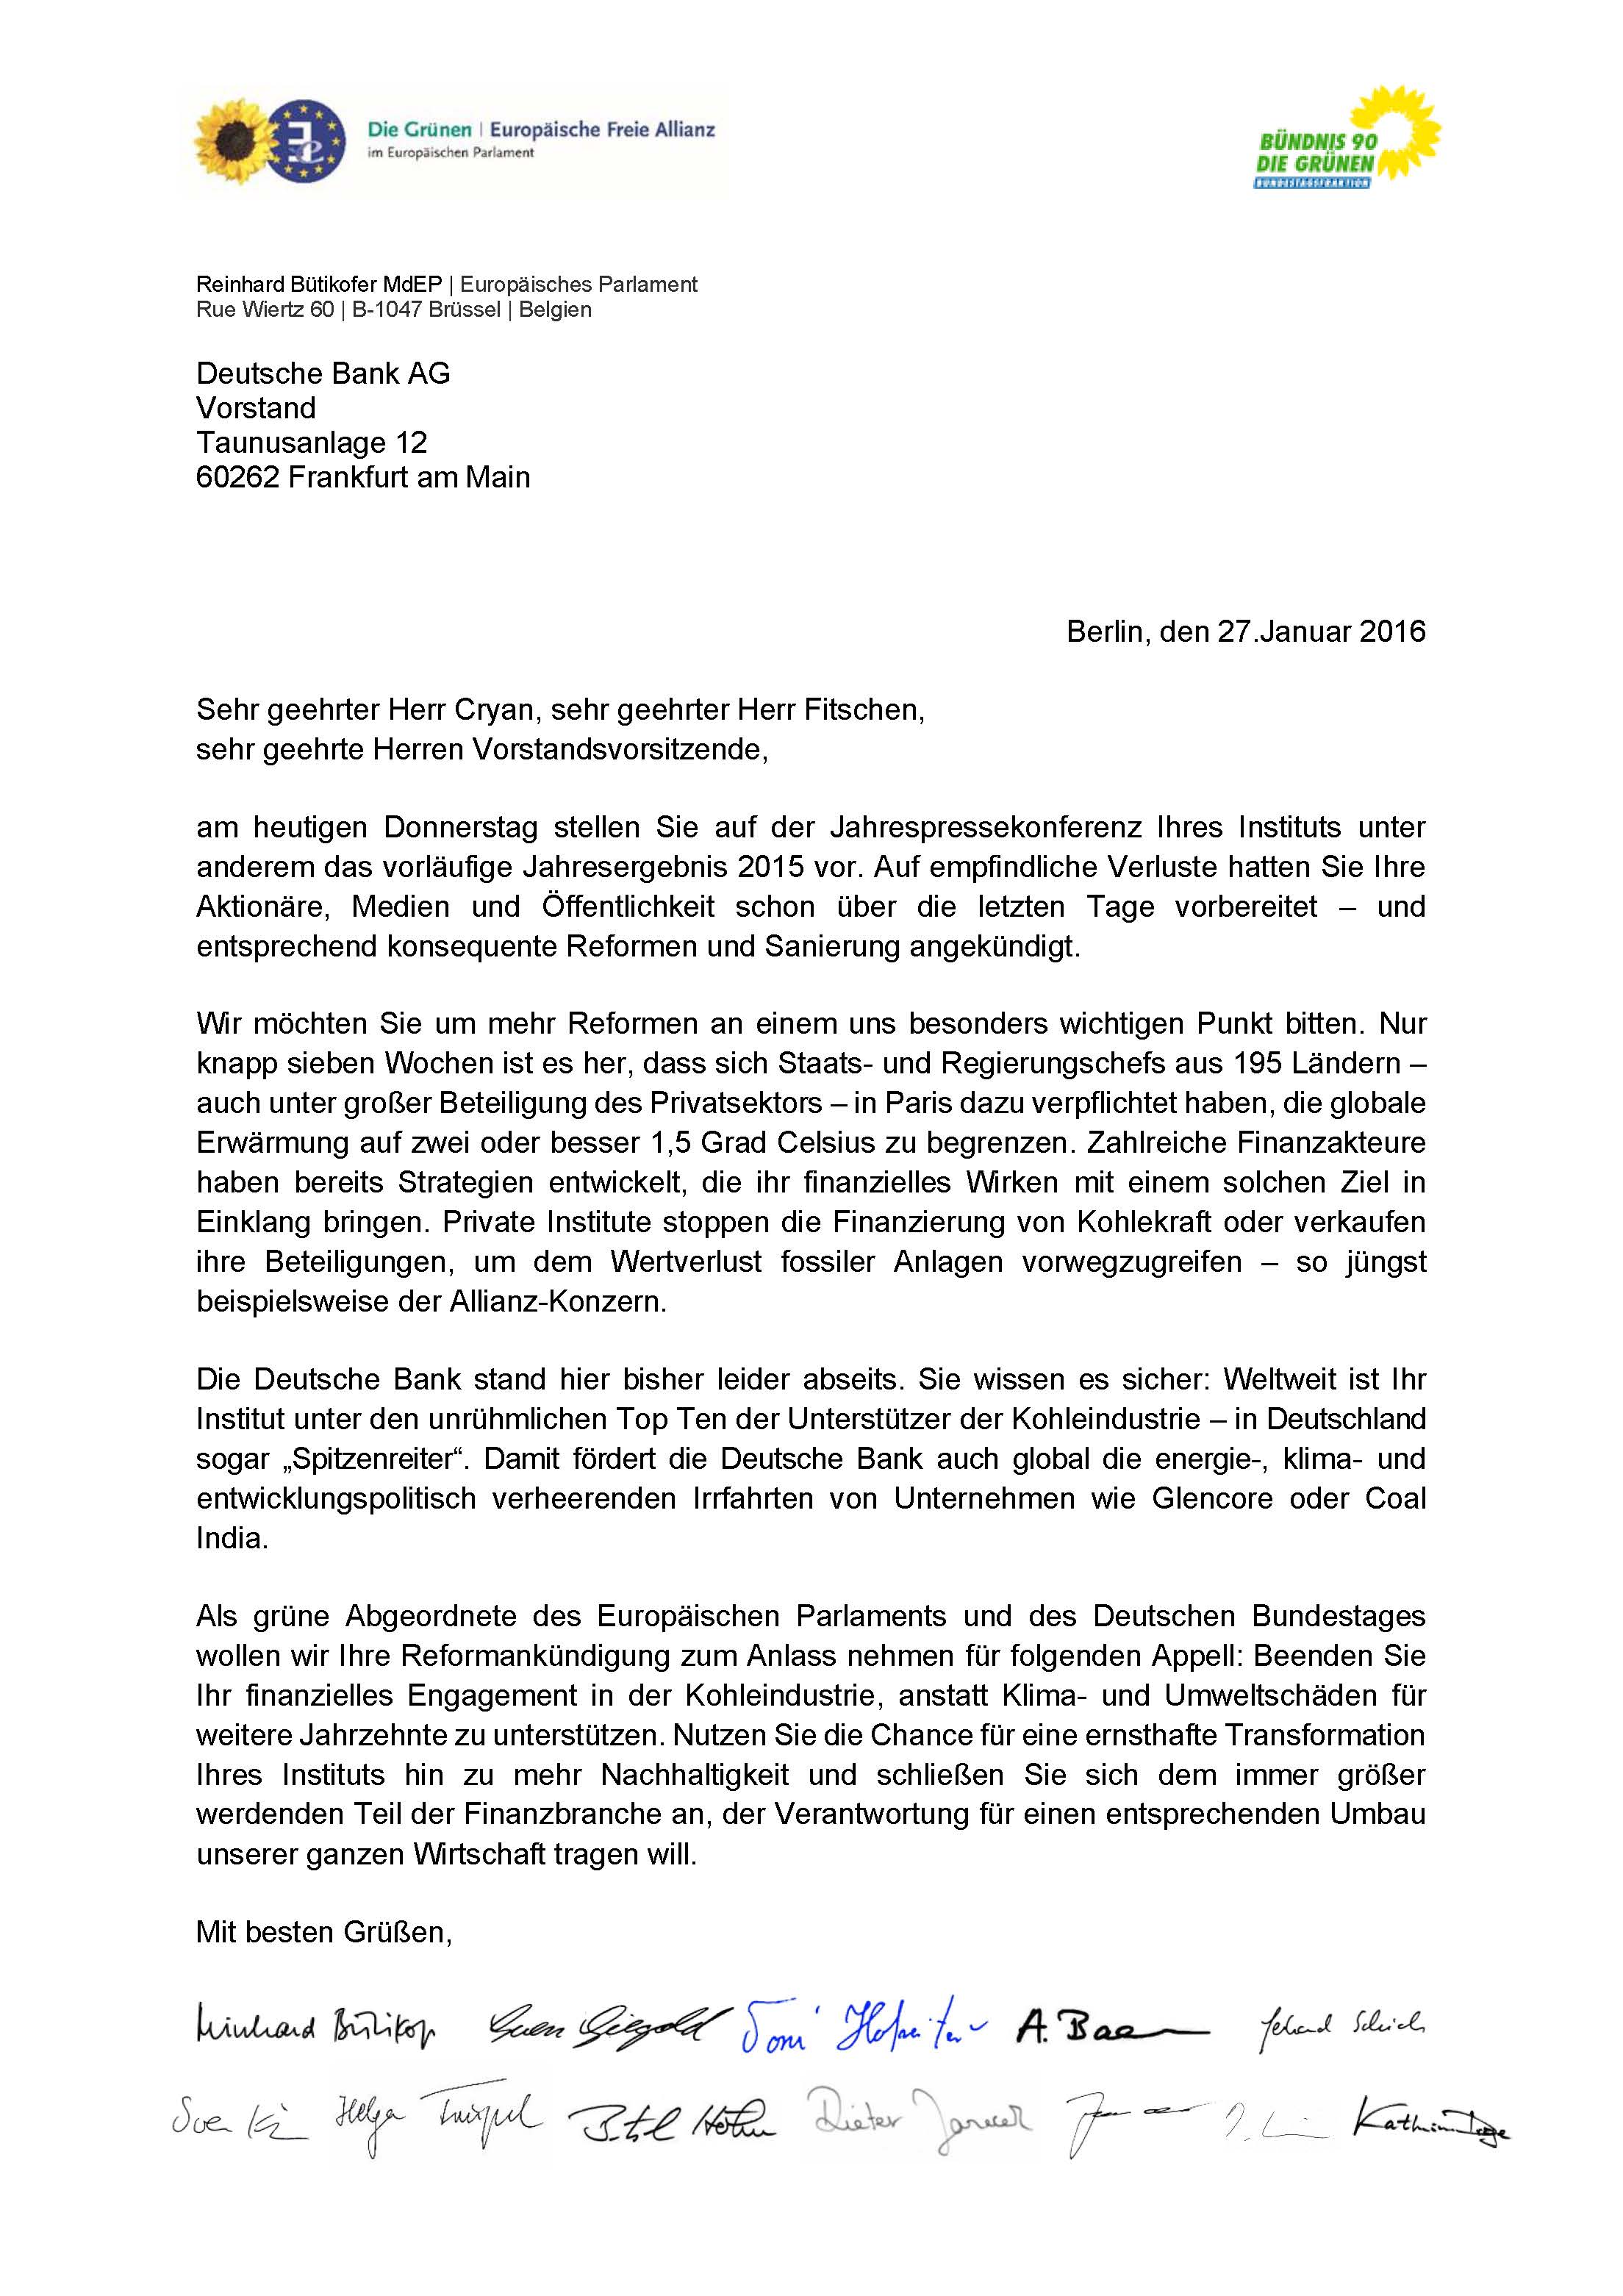 Die Grünen | Europäische Freie Allianz
im Europäischen Parlament
BÜNDNIS 90
DIE GRÜNEN
BUNDESTAGSFRAKTION
Reinhard Bütikofer MdEP | Europäisches Parlament
Rue Wiertz 60 | B-1047 Brüssel | Belgien
Deutsche Bank AG
Vorstand
Taunusanlage 12
60262 Frankfurt am Main
Berlin, den 27.Januar 2016
Sehr geehrter Herr Cryan, sehr geehrter Herr Fitschen,
sehr geehrte Herren Vorstandsvorsitzende,
am heutigen Donnerstag stellen Sie auf der Jahrespressekonferenz Ihres Instituts unter
anderem das vorläufige Jahresergebnis 2015 vor. Auf empfindliche Verluste hatten Sie Ihre
Aktionäre, Medien und Öffentlichkeit schon über die letzten Tage vorbereitet – und
entsprechend konsequente Reformen und Sanierung angekündigt.
Wir möchten Sie um mehr Reformen an einem uns besonders wichtigen Punkt bitten. Nur
knapp sieben Wochen ist es her, dass sich Staats- und Regierungschefs aus 195 Ländern –
auch unter großer Beteiligung des Privatsektors – in Paris dazu verpflichtet haben, die globale
Erwärmung auf zwei oder besser 1,5 Grad Celsius zu begrenzen. Zahlreiche Finanzakteure
haben bereits Strategien entwickelt, die ihr finanzielles Wirken mit einem solchen Ziel in
Einklang bringen. Private Institute stoppen die Finanzierung von Kohlekraft oder verkaufen
ihre Beteiligungen, um dem Wertverlust fossiler Anlagen vorwegzugreifen – so jüngst
beispielsweise der Allianz-Konzern.
Die Deutsche Bank stand hier bisher leider abseits. Sie wissen es sicher: Weltweit ist Ihr
Institut unter den unrühmlichen Top Ten der Unterstützer der Kohleindustrie – in Deutschland
sogar „Spitzenreiter“. Damit fördert die Deutsche Bank auch global die energie-, klima- und
entwicklungspolitisch verheerenden Irrfahrten von Unternehmen wie Glencore oder Coal
India.
Als grüne Abgeordnete des Europäischen Parlaments und des Deutschen Bundestages
wollen wir Ihre Reformankündigung zum Anlass nehmen für folgenden Appell: Beenden Sie
Ihr finanzielles Engagement in der Kohleindustrie, anstatt Klima- und Umweltschäden für
weitere Jahrzehnte zu unterstützen. Nutzen Sie die Chance für eine ernsthafte Transformation
Ihres Instituts hin zu mehr Nachhaltigkeit und schließen Sie sich dem immer größer
werdenden Teil der Finanzbranche an, der Verantwortung für einen entsprechenden Umbau
unserer ganzen Wirtschaft tragen will.
Mit besten Grüßen,
Reinhard Bütikofer Sven Giegold Toni Hofreiter A. Bae
Sven Helga Trüpel Bärbel Höhn Dieter Janecek